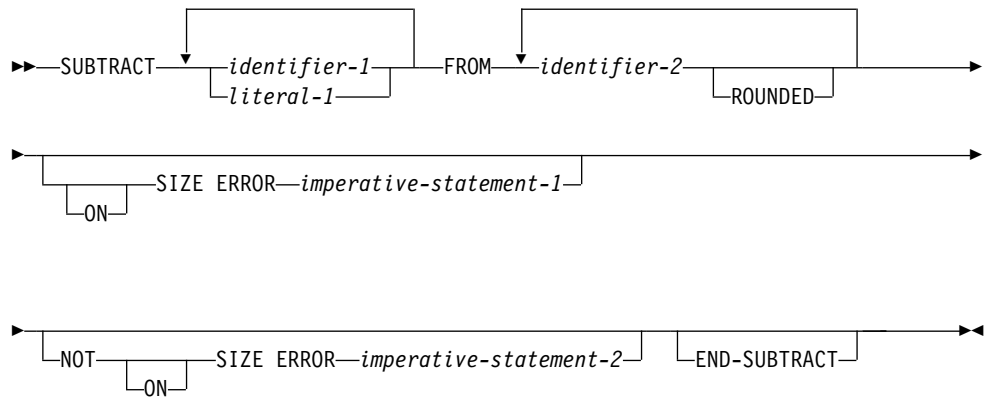 SUBTRACT identifier-1 FROM identifier-2
literal-1 ROUNDED
SIZE ERROR imperative-statement-1
ON
NOT SIZE ERROR imperative-statement-2 END-SUBTRACT
ON